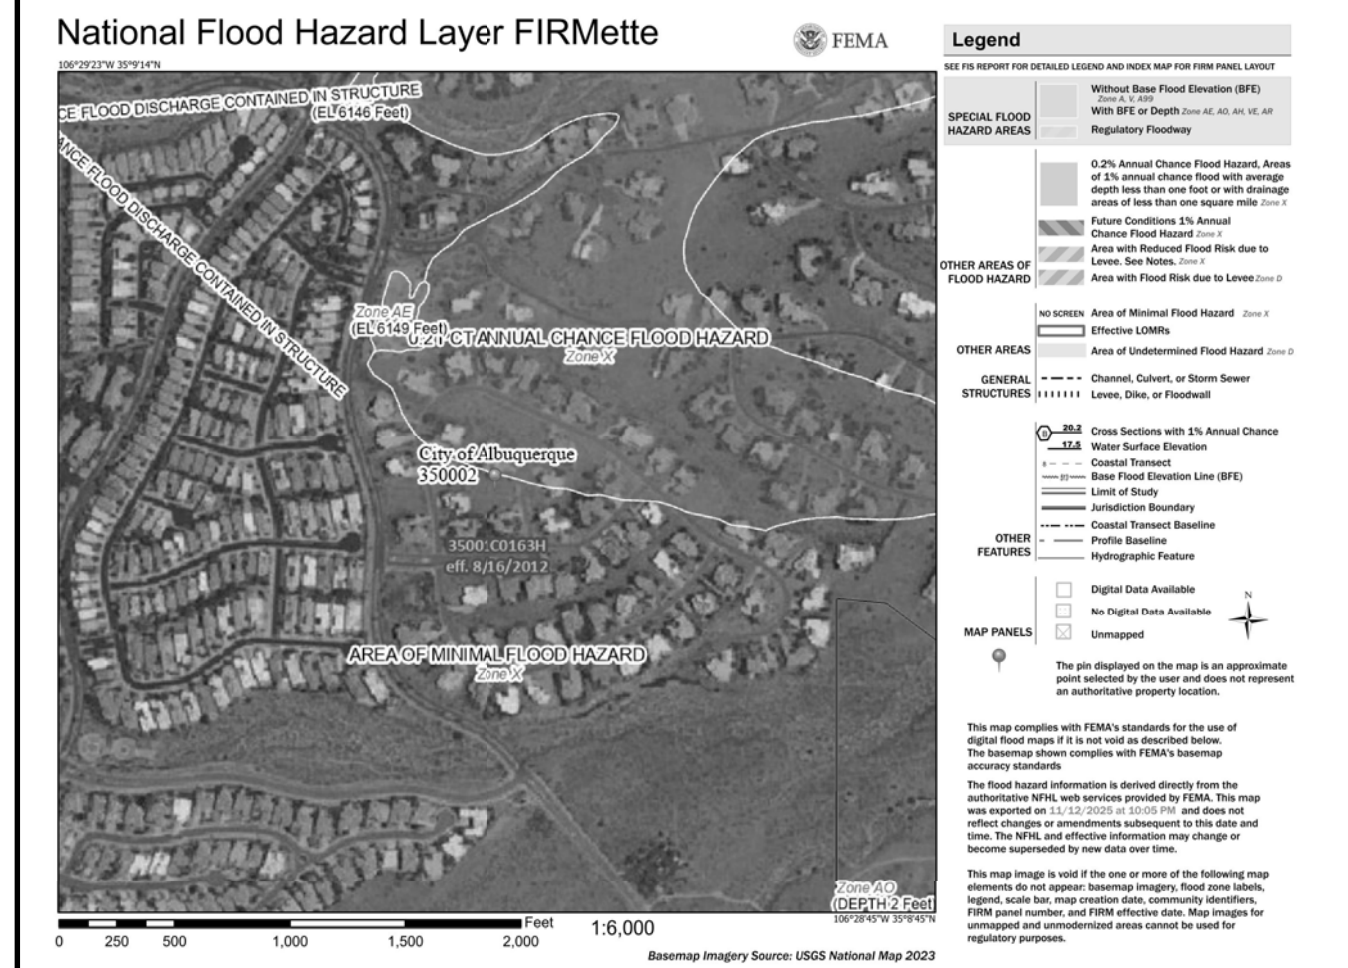 National Flood Hazard Layer FIRMette
FEMA
106°29'23"W 35°9'14"N
CE FLOOD DISCHARGE CONTAINED IN STRUCTURE
(EL 6146 Feet)
ANCE FLOOD DISCHARGE CONTAINED IN STRUCTURE
Zone AE
(EL 6149 Feet)
0.2 PCT ANNUAL CHANCE FLOOD HAZARD
Zone X
City of Albuquerque
350002
35001C0163H
eff. 8/16/2012
AREA OF MINIMAL FLOOD HAZARD
Zone X
Zone AO
(DEPTH 2 Feet)
106°28'45"W 35°8'45"N
Feet
1:6,000
0 250 500 1,000 1,500 2,000
Basemap Imagery Source: USGS National Map 2023
Legend
SEE FIS REPORT FOR DETAILED LEGEND AND INDEX MAP FOR FIRM PANEL LAYOUT
SPECIAL FLOOD
HAZARD AREAS
Without Base Flood Elevation (BFE)
Zone A, V, A99
With BFE or Depth Zone AE, AO, AH, VE, AR
Regulatory Floodway
OTHER AREAS OF
FLOOD HAZARD
0.2% Annual Chance Flood Hazard, Areas
of 1% annual chance flood with average
depth less than one foot or with drainage
areas of less than one square mile Zone X
Future Conditions 1% Annual
Chance Flood Hazard Zone X
Area with Reduced Flood Risk due to
Levee. See Notes. Zone X
Area with Flood Risk due to Levee Zone D
OTHER AREAS
NO SCREEN Area of Minimal Flood Hazard Zone X
Effective LOMRs
Area of Undetermined Flood Hazard Zone D
GENERAL
STRUCTURES
Channel, Culvert, or Storm Sewer
Levee, Dike, or Floodwall
OTHER
FEATURES
B 20.2 Cross Sections with 1% Annual Chance
17.5 Water Surface Elevation
8 Coastal Transect
513 Base Flood Elevation Line (BFE)
Limit of Study
Jurisdiction Boundary
Coastal Transect Baseline
Profile Baseline
Hydrographic Feature
MAP PANELS
Digital Data Available
No Digital Data Available
Unmapped
N
The pin displayed on the map is an approximate
point selected by the user and does not represent
an authoritative property location.
This map complies with FEMA's standards for the use of
digital flood maps if it is not void as described below.
The basemap shown complies with FEMA's basemap
accuracy standards
The flood hazard information is derived directly from the
authoritative NFHL web services provided by FEMA. This map
was exported on 11/12/2025 at 10:05 PM and does not
reflect changes or amendments subsequent to this date and
time. The NFHL and effective information may change or
become superseded by new data over time.
This map image is void if the one or more of the following map
elements do not appear: basemap imagery, flood zone labels,
legend, scale bar, map creation date, community identifiers,
FIRM panel number, and FIRM effective date. Map images for
unmapped and unmodernized areas cannot be used for
regulatory purposes.